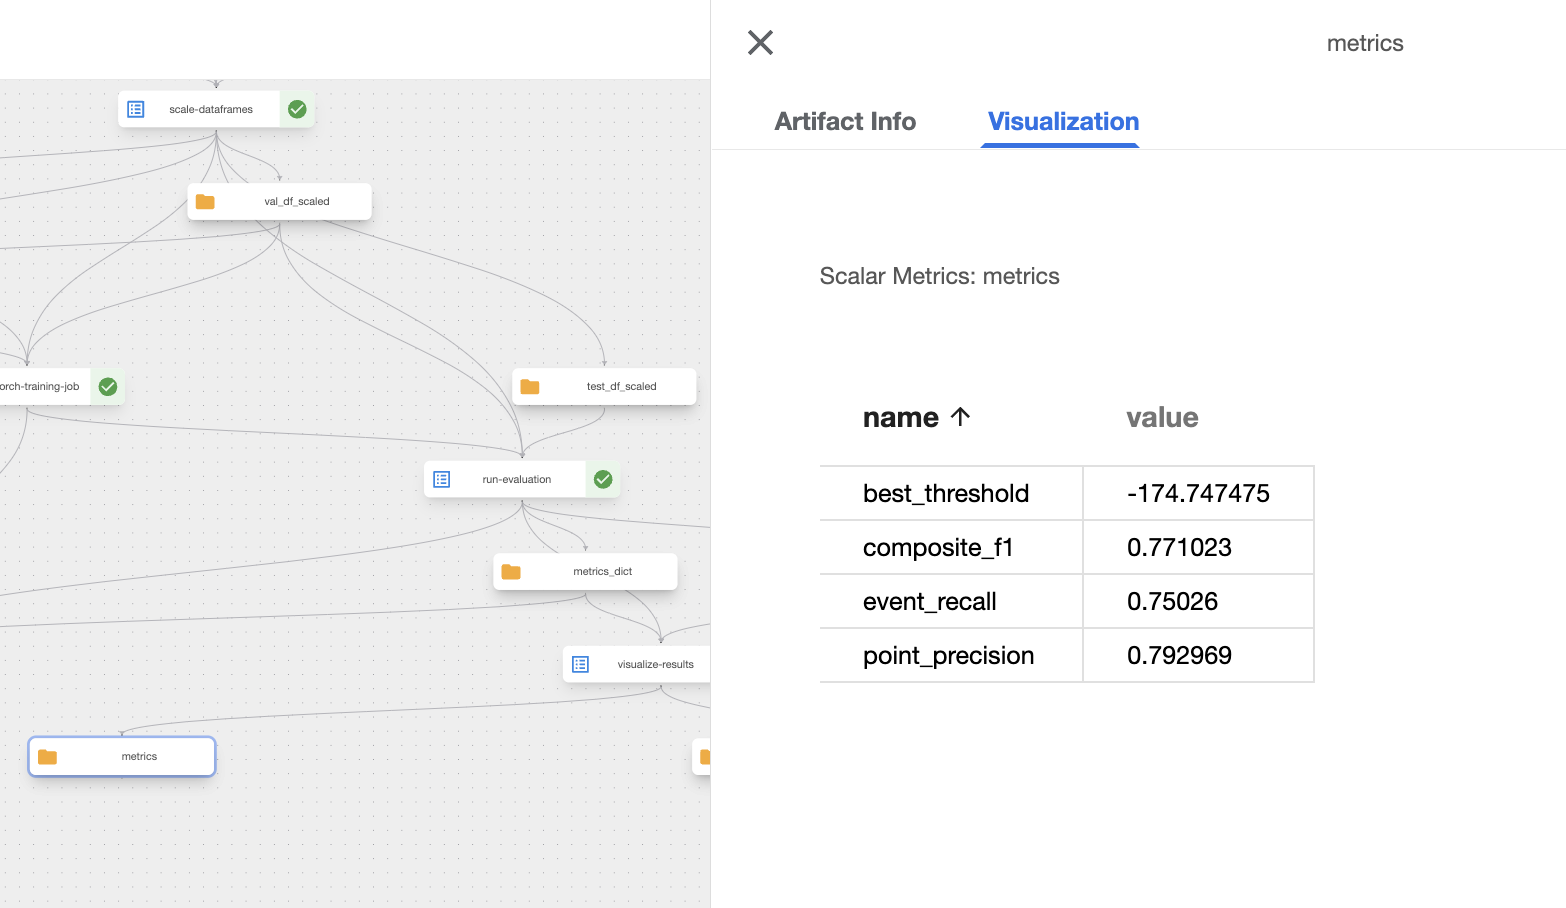 scale-dataframes
val_df_scaled
orch-training-job
test_df_scaled
run-evaluation
metrics_dict
visualize-results
metrics
metrics
Artifact Info
Visualization
Scalar Metrics: metrics
name value
best_threshold -174.747475
composite_f1 0.771023
event_recall 0.75026
point_precision 0.792969